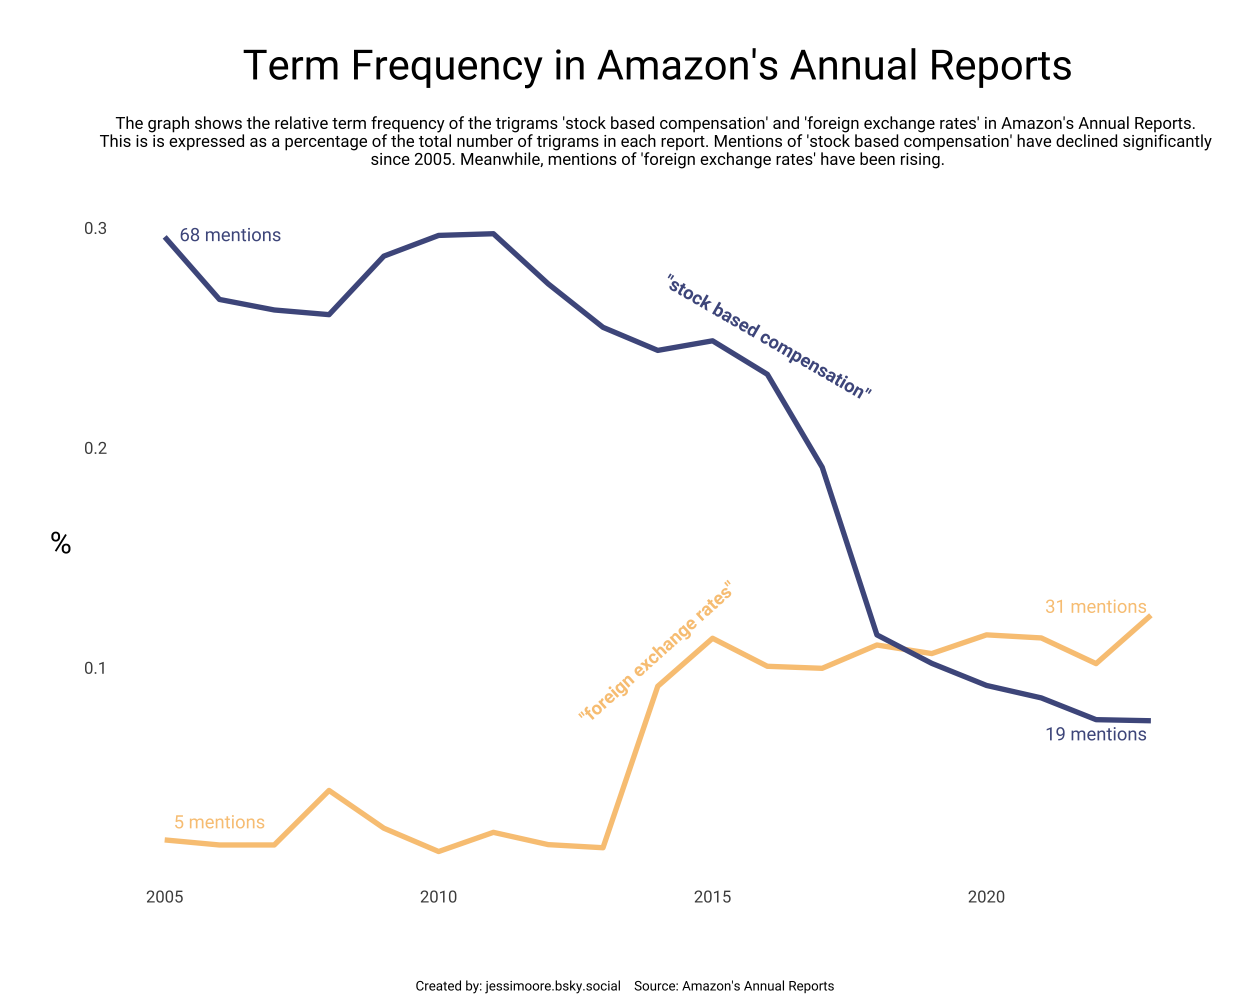 Term Frequency in Amazon's Annual Reports
The graph shows the relative term frequency of the trigrams 'stock based compensation' and 'foreign exchange rates' in Amazon's Annual Reports.
This is is expressed as a percentage of the total number of trigrams in each report. Mentions of 'stock based compensation' have declined significantly
since 2005. Meanwhile, mentions of 'foreign exchange rates' have been rising.
0.3
68 mentions
"stock based compensation"
0.2
%
"foreign exchange rates"
31 mentions
0.1
19 mentions
5 mentions
2005
2010
2015
2020
Created by: jessimoore.bsky.social Source: Amazon's Annual Reports